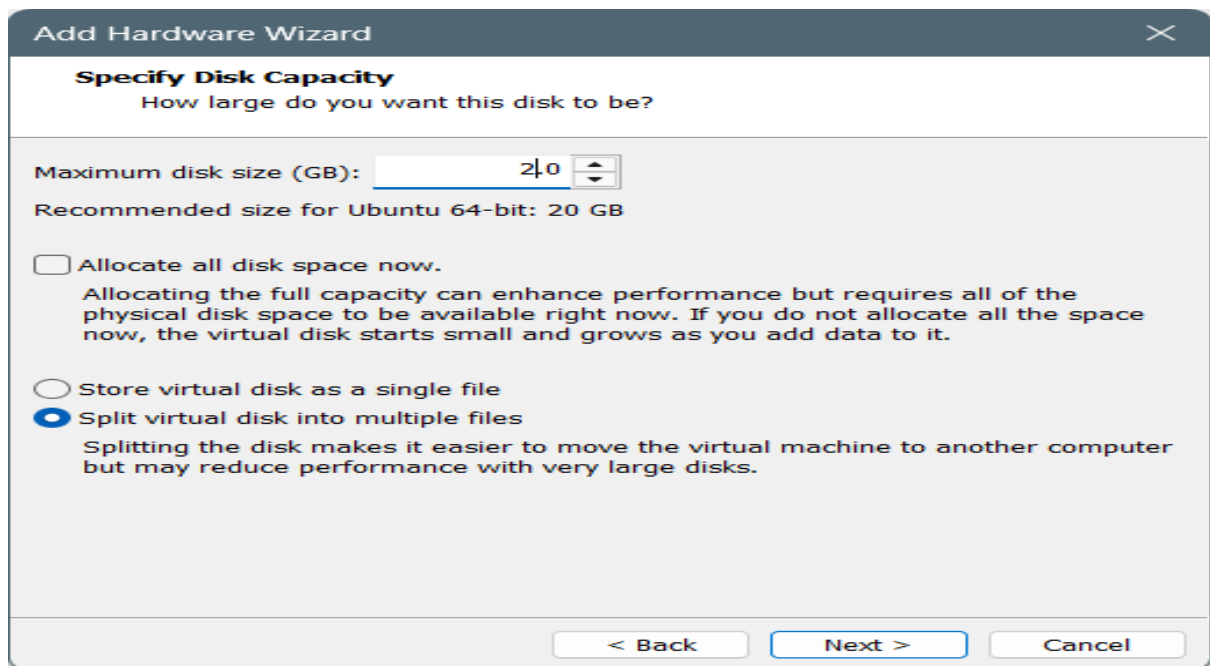 Add Hardware Wizard
Specify Disk Capacity
How large do you want this disk to be?
Maximum disk size (GB): 2.0
Recommended size for Ubuntu 64-bit: 20 GB
Allocate all disk space now.
Allocating the full capacity can enhance performance but requires all of the
physical disk space to be available right now. If you do not allocate all the space
now, the virtual disk starts small and grows as you add data to it.
Store virtual disk as a single file
Split virtual disk into multiple files
Splitting the disk makes it easier to move the virtual machine to another computer
but may reduce performance with very large disks.
< Back Next > Cancel